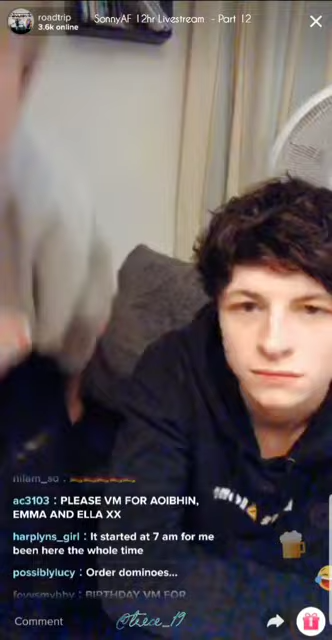 roadtrip
3.6k online
SonnyAF 12hr Livestream - Part 12
ac3103 : PLEASE VM FOR AOIBHIN,
EMMA AND ELLA XX
harplyns_girl : It started at 7 am for me
been here the whole time
possiblylucy : Order dominoes...
BIRTHDAY VM FOR
Comment